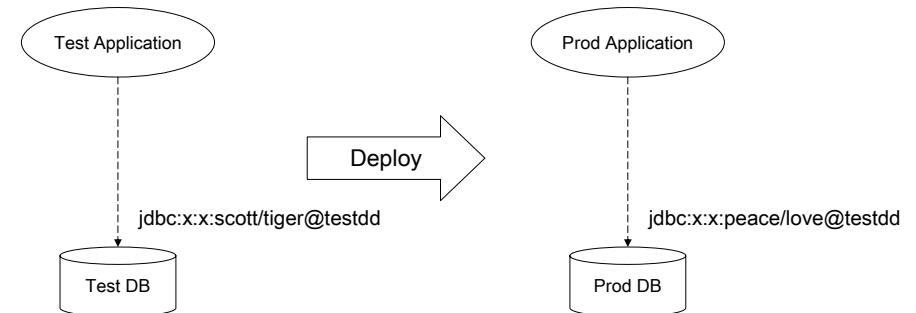 Test Application
Prod Application
Deploy
jdbc:x:x:scott/tiger@testdd
jdbc:x:x:peace/love@testdd
Test DB
Prod DB